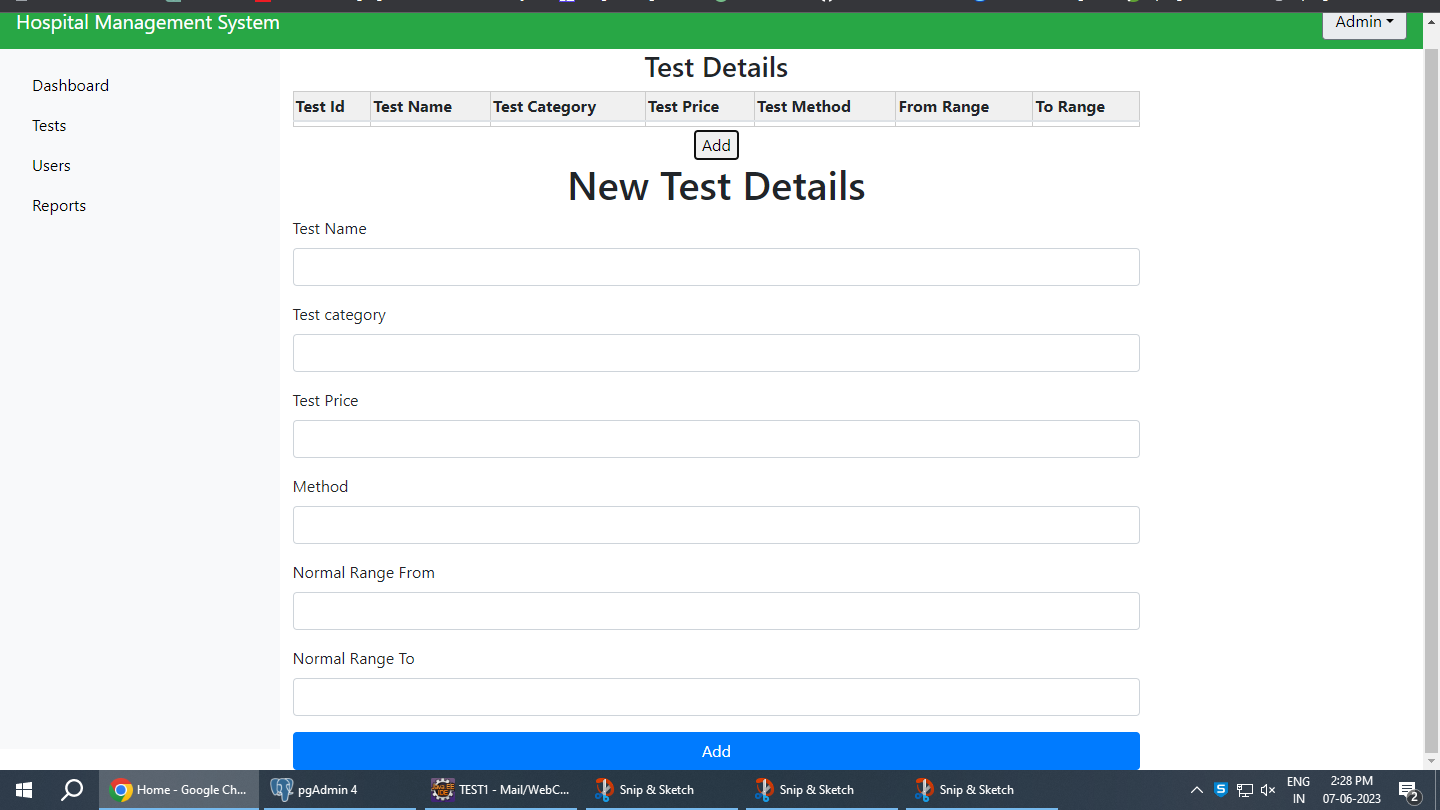 Hospital Management System
Admin
Dashboard
Tests
Users
Reports
Test Details
Test Id Test Name Test Category Test Price Test Method From Range To Range
Add
New Test Details
Test Name
Test category
Test Price
Method
Normal Range From
Normal Range To
Add
Home - Google Ch...
pgAdmin 4
TEST1 - Mail/WebC...
Snip & Sketch
Snip & Sketch
Snip & Sketch
ENG
IN
2:28 PM
07-06-2023
2